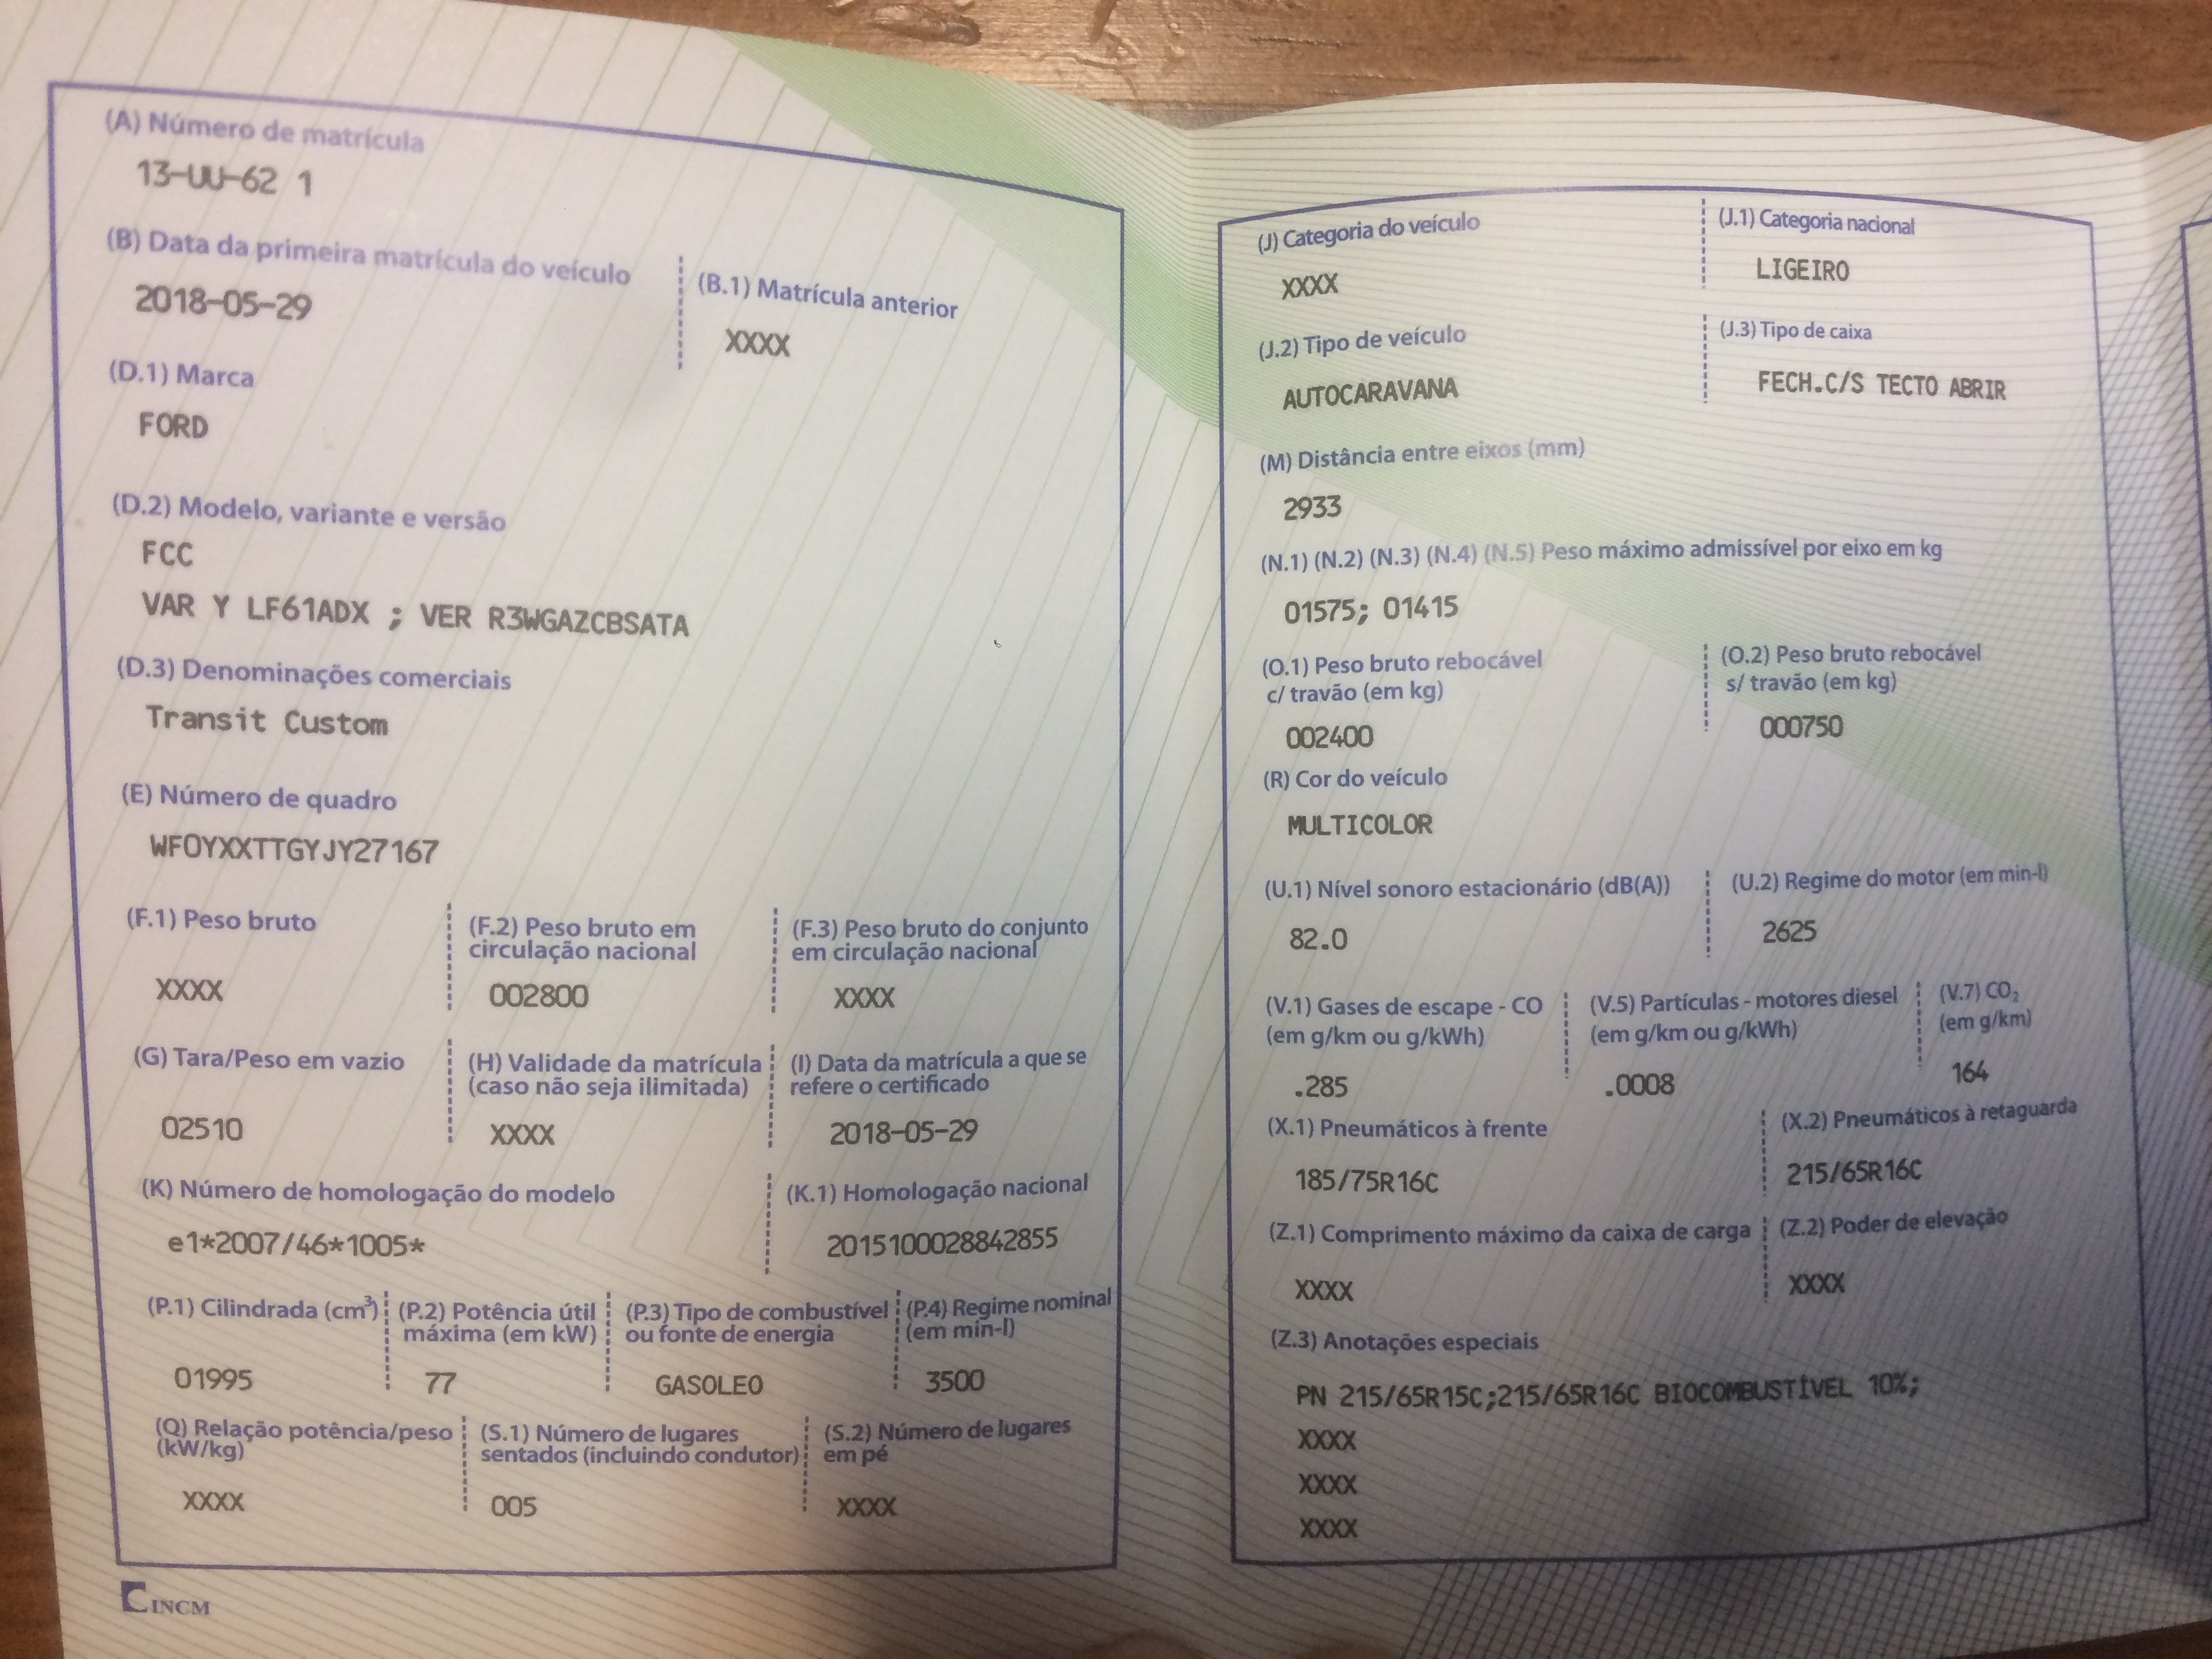 (A) Número de matrícula
13-UU-62 1
(B) Data da primeira matrícula do veículo
2018-05-29
(B.1) Matrícula anterior
XXXX
(D.1) Marca
FORD
(D.2) Modelo, variante e versão
FCC
VAR Y LF61ADX ; VER R3WGAZCBSATA
(D.3) Denominações comerciais
Transit Custom
(E) Número de quadro
WF0YXXTTGYJY27167
(F.1) Peso bruto
XXXX
(F.2) Peso bruto em
circulação nacional
002800
(F.3) Peso bruto do conjunto
em circulação nacional
XXXX
(G) Tara/Peso em vazio
02510
(H) Validade da matrícula
(caso não seja ilimitada)
XXXX
(I) Data da matrícula a que se
refere o certificado
2018-05-29
(K) Número de homologação do modelo
e1*2007/46*1005*
(K.1) Homologação nacional
2015100028842855
(P.1) Cilindrada (cm³)
01995
(P.2) Potência útil
máxima (em kW)
77
(P.3) Tipo de combustível
ou fonte de energia
GASOLEO
(P.4) Regime nominal
(em min-l)
3500
(Q) Relação potência/peso
(kW/kg)
XXXX
(S.1) Número de lugares
sentados (incluindo condutor)
005
(S.2) Número de lugares
em pé
XXXX
INCM
(J) Categoria do veículo
XXXX
(J.1) Categoria nacional
LIGEIRO
(J.2) Tipo de veículo
AUTOCARAVANA
(J.3) Tipo de caixa
FECH.C/S TECTO ABRIR
(M) Distância entre eixos (mm)
2933
(N.1) (N.2) (N.3) (N.4) (N.5) Peso máximo admissível por eixo em kg
01575; 01415
(O.1) Peso bruto rebocável
c/ travão (em kg)
002400
(O.2) Peso bruto rebocável
s/ travão (em kg)
000750
(R) Cor do veículo
MULTICOLOR
(U.1) Nível sonoro estacionário (dB(A))
82.0
(U.2) Regime do motor (em min-l)
2625
(V.1) Gases de escape - CO
(em g/km ou g/kWh)
.285
(V.5) Partículas - motores diesel
(em g/km ou g/kWh)
.0008
(V.7) CO₂
(em g/km)
164
(X.1) Pneumáticos à frente
185/75R16C
(X.2) Pneumáticos à retaguarda
215/65R16C
(Z.1) Comprimento máximo da caixa de carga
XXXX
(Z.2) Poder de elevação
XXXX
(Z.3) Anotações especiais
PN 215/65R15C;215/65R16C BIOCOMBUSTÍVEL 10%;
XXXX
XXXX
XXXX